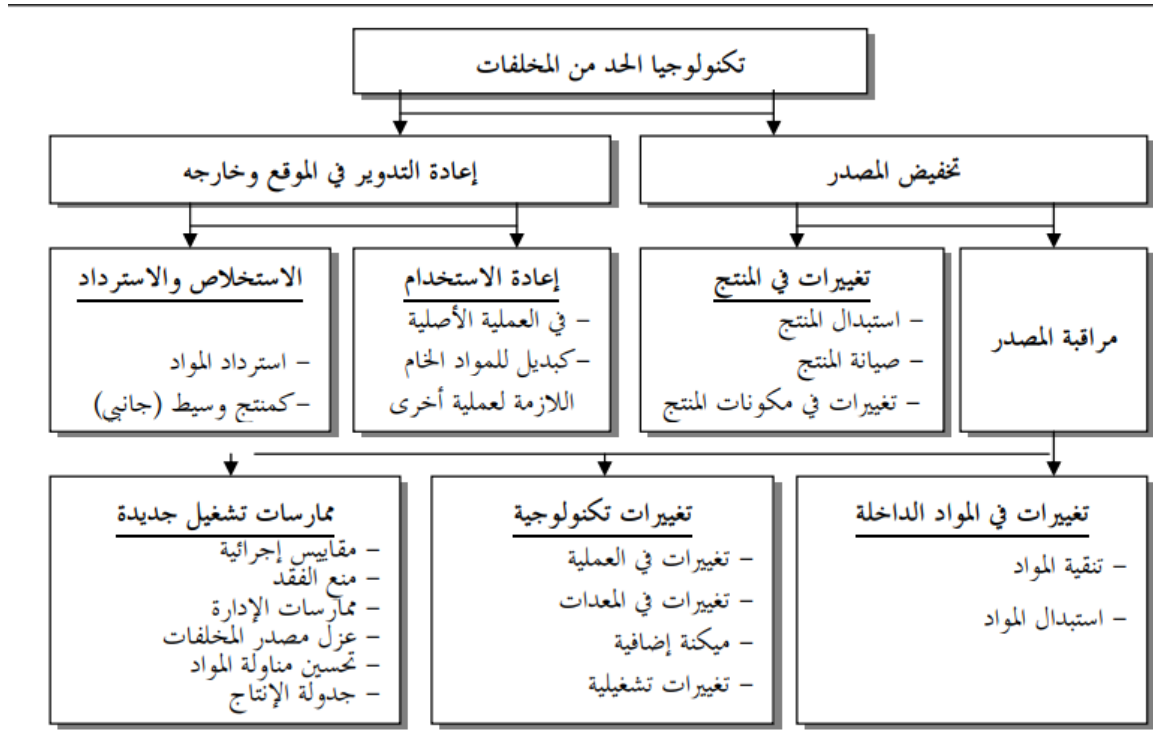 تكنولوجيا الحد من المخلفات
تخفيض المصدر
إعادة التدوير في الموقع وخارجه
مراقبة المصدر
تغييرات في المنتج
– استبدال المنتج
– صيانة المنتج
– تغييرات في مكونات المنتج
إعادة الاستخدام
– في العملية الأصلية
–كبديل للمواد الخام
اللازمة لعملية أخرى
الاستخلاص والاسترداد
– استرداد المواد
–كمنتج وسيط (جانبي)
تغييرات في المواد الداخلة
– تنقية المواد
– استبدال المواد
تغييرات تكنولوجية
– تغييرات في العملية
– تغييرات في المعدات
– ميكنة إضافية
– تغييرات تشغيلية
ممارسات تشغيل جديدة
– مقاييس إجرائية
– منع الفقد
– ممارسات الإدارة
– عزل مصدر المخلفات
– تحسين مناولة المواد
– جدولة الإنتاج